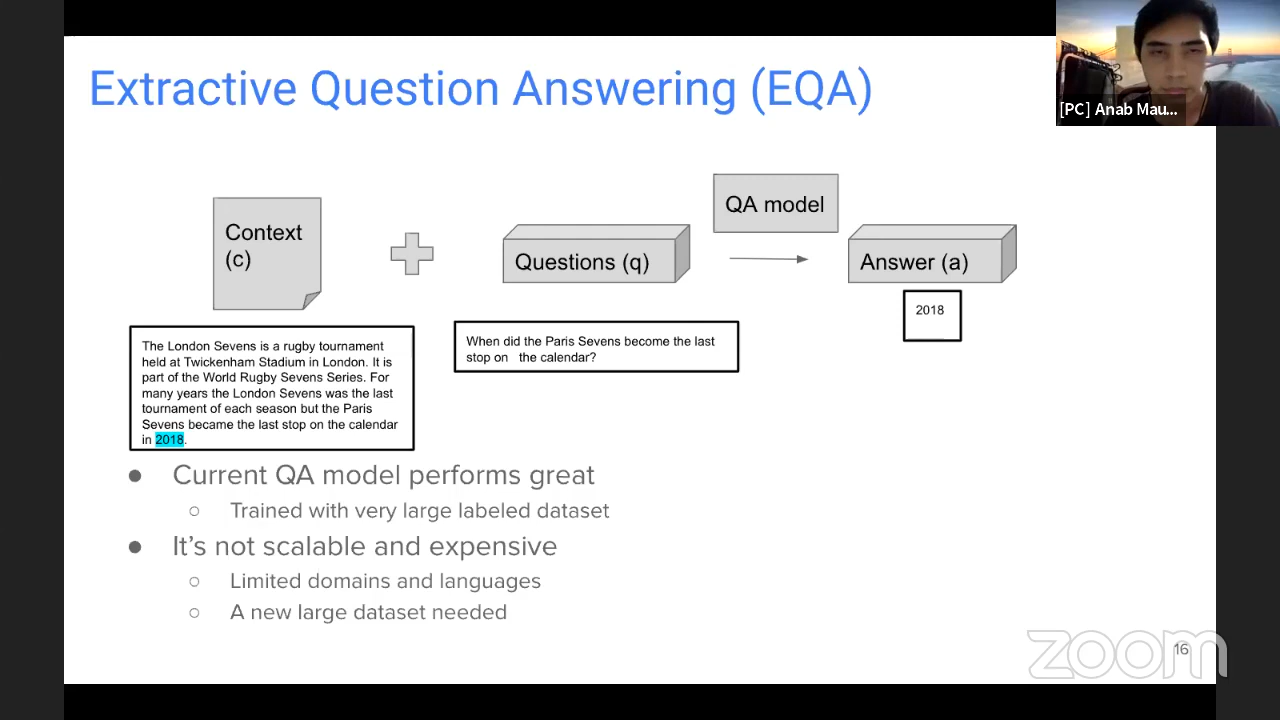 Extractive Question Answering (EQA)
[PC] Anab Mau...
Context
(c)
Questions (q)
QA model
Answer (a)
2018
The London Sevens is a rugby tournament
held at Twickenham Stadium in London. It is
part of the World Rugby Sevens Series. For
many years the London Sevens was the last
tournament of each season but the Paris
Sevens became the last stop on the calendar
in 2018.
When did the Paris Sevens become the last
stop on the calendar?
● Current QA model performs great
○ Trained with very large labeled dataset
● It's not scalable and expensive
○ Limited domains and languages
○ A new large dataset needed
zoom
16